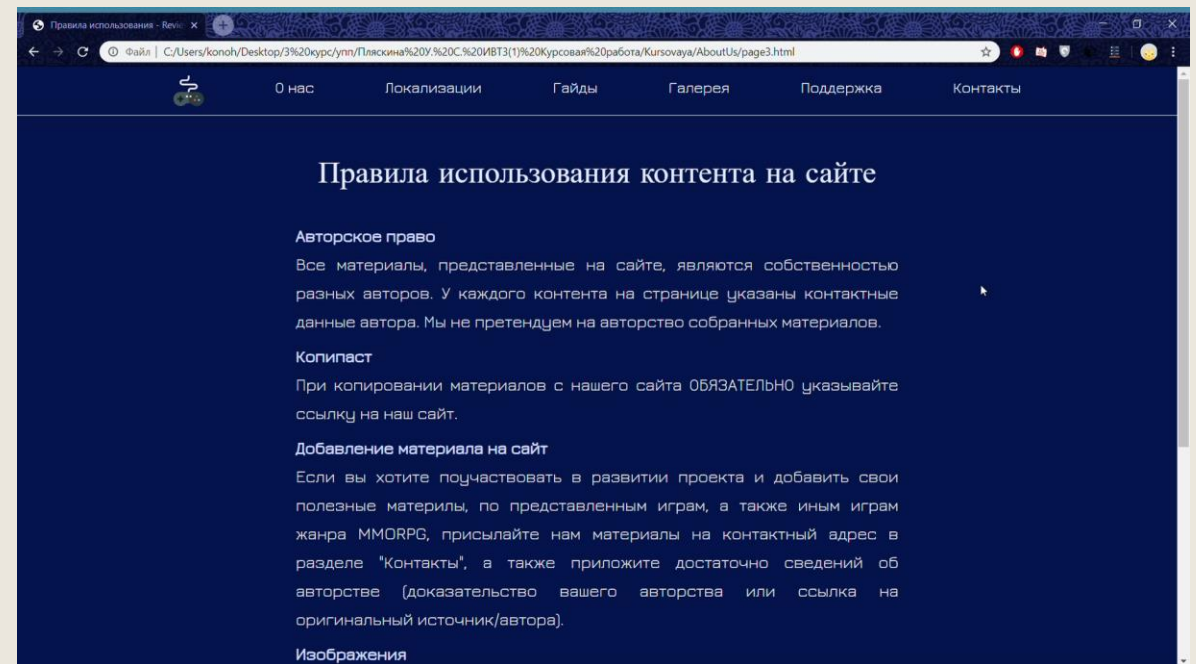 Правила использования - Revie
Файл | C:/Users/konoh/Desktop/3%20курс/упп/Пляскина%20У.%20С.%20ИВТ3(1)%20Курсовая%20работа/Kursovaya/AboutUs/page3.html
О нас Локализации Гайды Галерея Поддержка Контакты
Правила использования контента на сайте
Авторское право
Все материалы, представленные на сайте, являются собственностью
разных авторов. У каждого контента на странице указаны контактные
данные автора. Мы не претендуем на авторство собранных материалов.
Копипаст
При копировании материалов с нашего сайта ОБЯЗАТЕЛЬНО указывайте
ссылку на наш сайт.
Добавление материала на сайт
Если вы хотите поучаствовать в развитии проекта и добавить свои
полезные материлы, по представленным играм, а также иным играм
жанра MMORPG, присылайте нам материалы на контактный адрес в
разделе "Контакты", а также приложите достаточно сведений об
авторстве (доказательство вашего авторства или ссылка на
оригинальный источник/автора).
Изображения